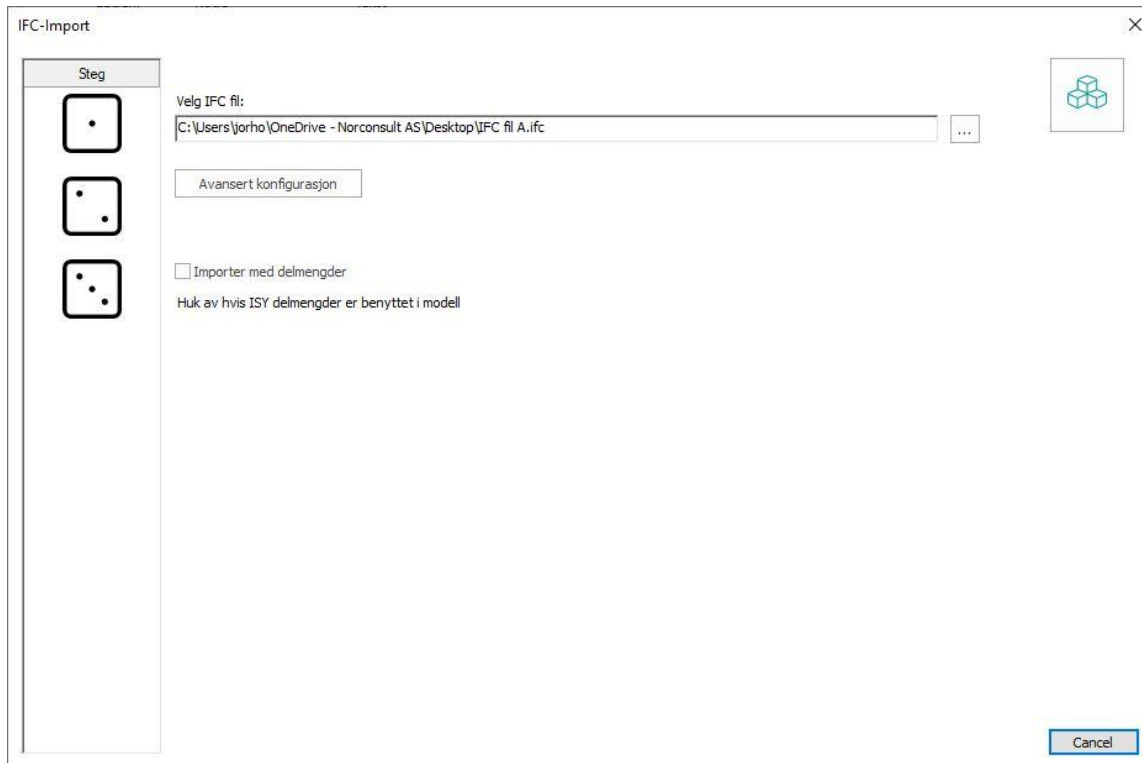 IFC-Import
Steg
Velg IFC fil:
C:\Users\jorho\OneDrive - Norconsult AS\Desktop\IFC fil A.ifc
...
Avansert konfigurasjon
Importer med delmengder
Huk av hvis ISY delmengder er benyttet i modell
Cancel